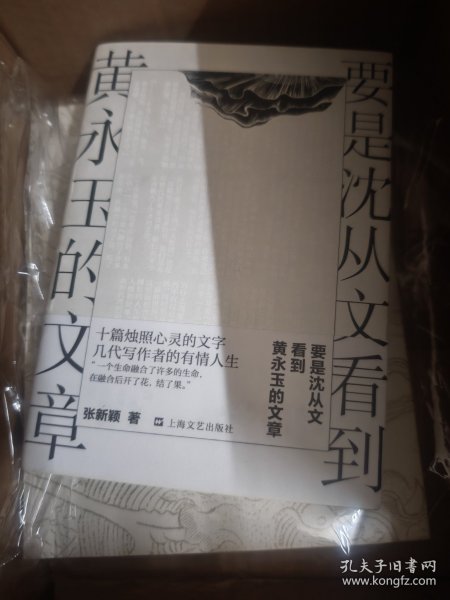 要是沈从文看到
黄永玉的文章
十篇烛照心灵的文字
几代写作者的有情人生
“一个生命融合了许多的生命，
在融合后开了花，结了果。”
张新颖 著
上海文艺出版社
要是沈从文
看到
黄永玉的文章
孔夫子旧书网
www.kongfz.com